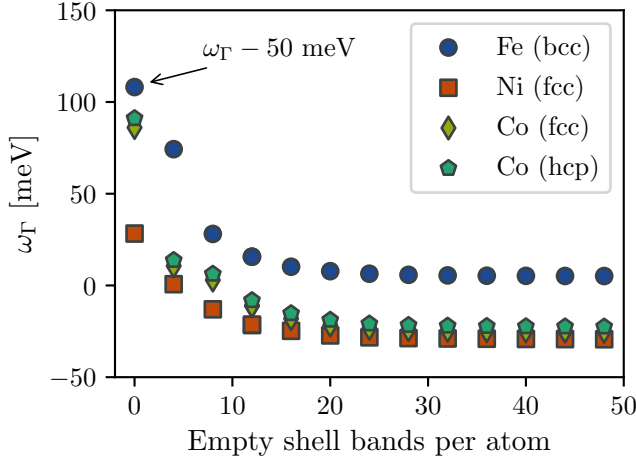 150
100
50
0
−50
0
10
20
30
40
50
ω_Γ [meV]
Empty shell bands per atom
ω_Γ − 50 meV
Fe (bcc)
Ni (fcc)
Co (fcc)
Co (hcp)